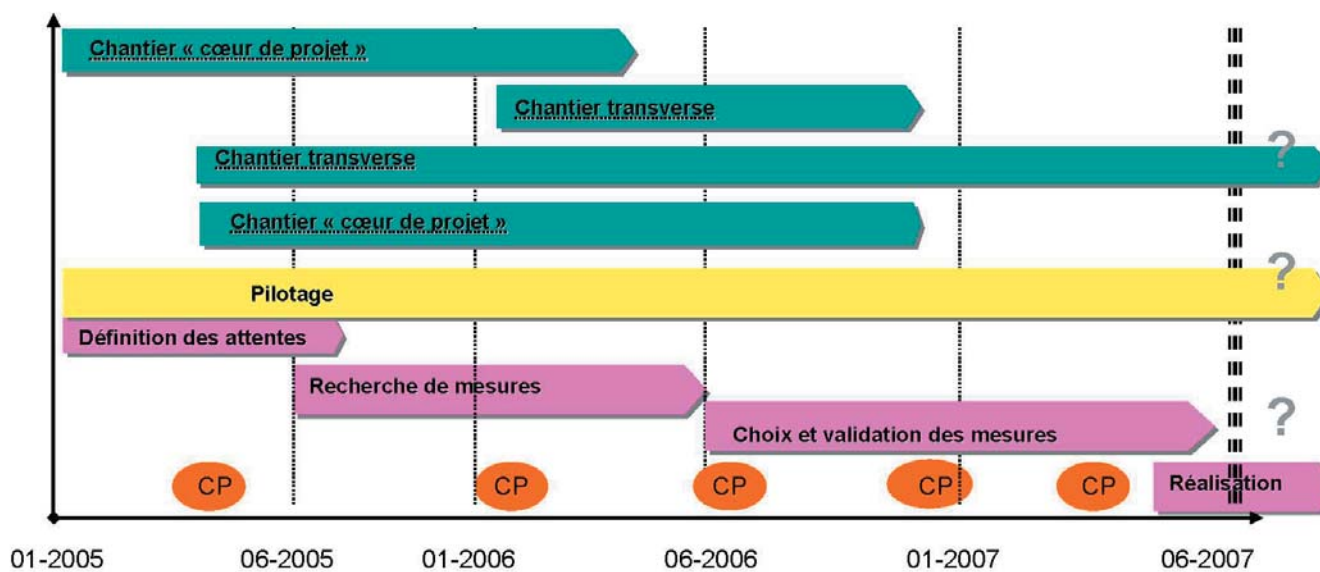 Chantier « cœur de projet »
Chantier transverse
Chantier transverse
?
Chantier « cœur de projet »
Pilotage
?
Définition des attentes
Recherche de mesures
Choix et validation des mesures
?
CP CP CP CP CP Réalisation
01-2005 06-2005 01-2006 06-2006 01-2007 06-2007